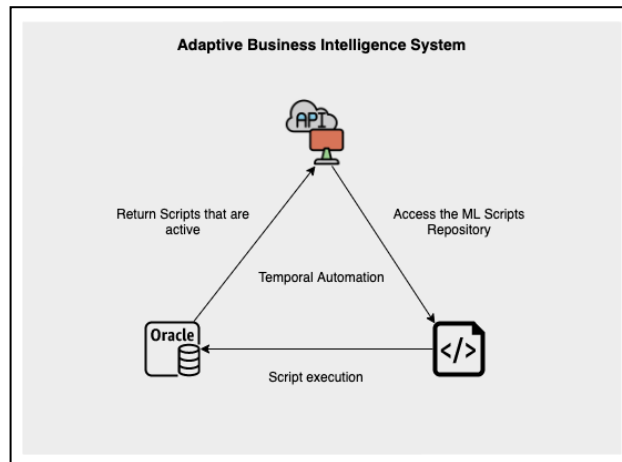 Adaptive Business Intelligence System
API
Return Scripts that are
active
Access the ML Scripts
Repository
Temporal Automation
Oracle
</>
Script execution